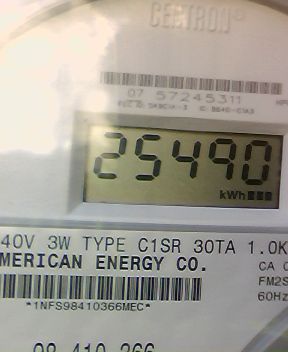 CENTRON®
07 57245311
25490
kWh
40V 3W TYPE C1SR 30TA 1.0K
MERICAN ENERGY CO.
CA 0
FM2S
60Hz
*1NFS98410366MEC*
98 410 366